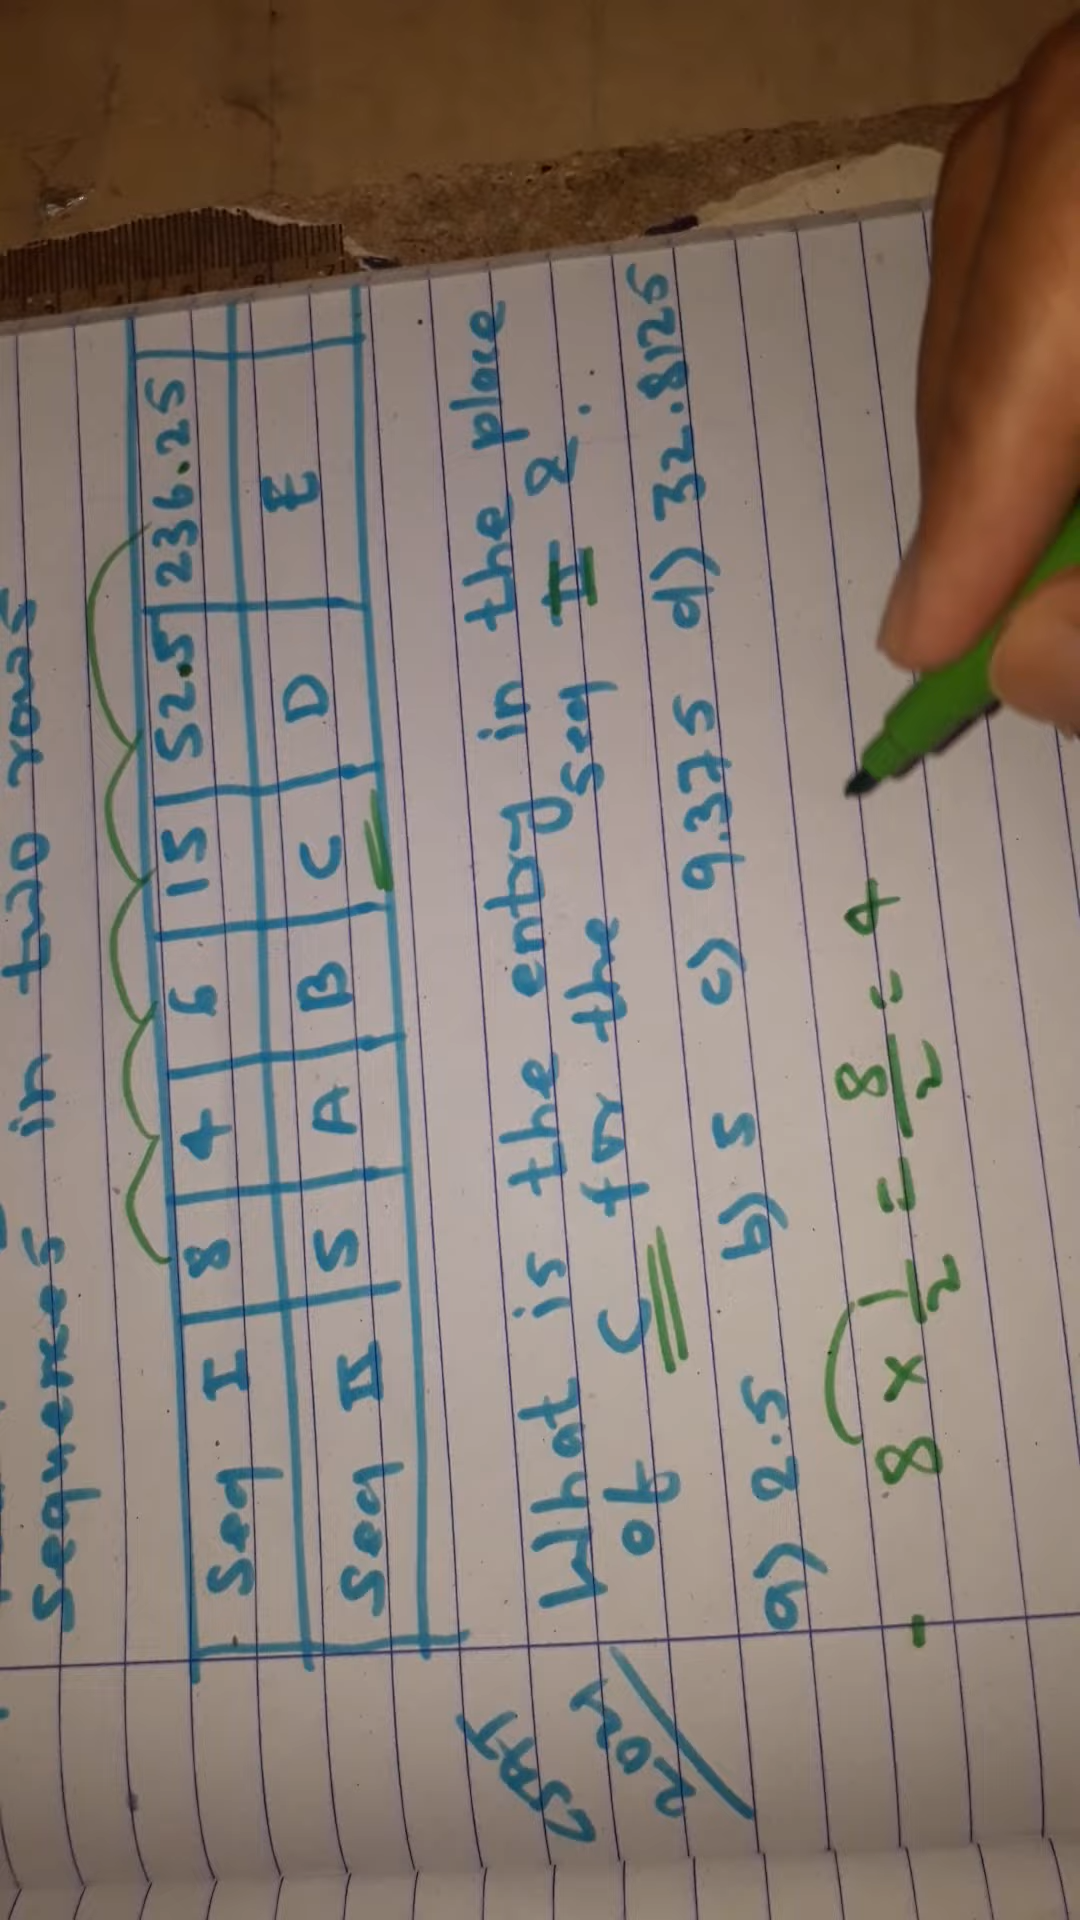 sequences in two rows
Seq I 8 4 6 15 52.5 236.25
Seq II 5 A B C D E
What is the entry in the place
of C for the seq II ?.
a) 2.5 b) 5 c) 9.375 d) 32.8125
- 8 × 1/2 = 8/2 = 4
CSAT